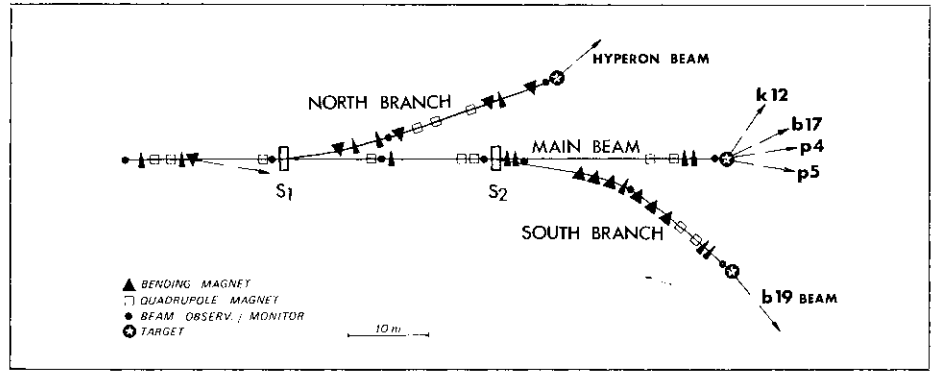 HYPERON BEAM
NORTH BRANCH
k12
b17
MAIN BEAM
p4
p5
S1
S2
SOUTH BRANCH
▲ BENDING MAGNET
□ QUADRUPOLE MAGNET
● BEAM OBSERV. / MONITOR
✪ TARGET
10 m
b19 BEAM